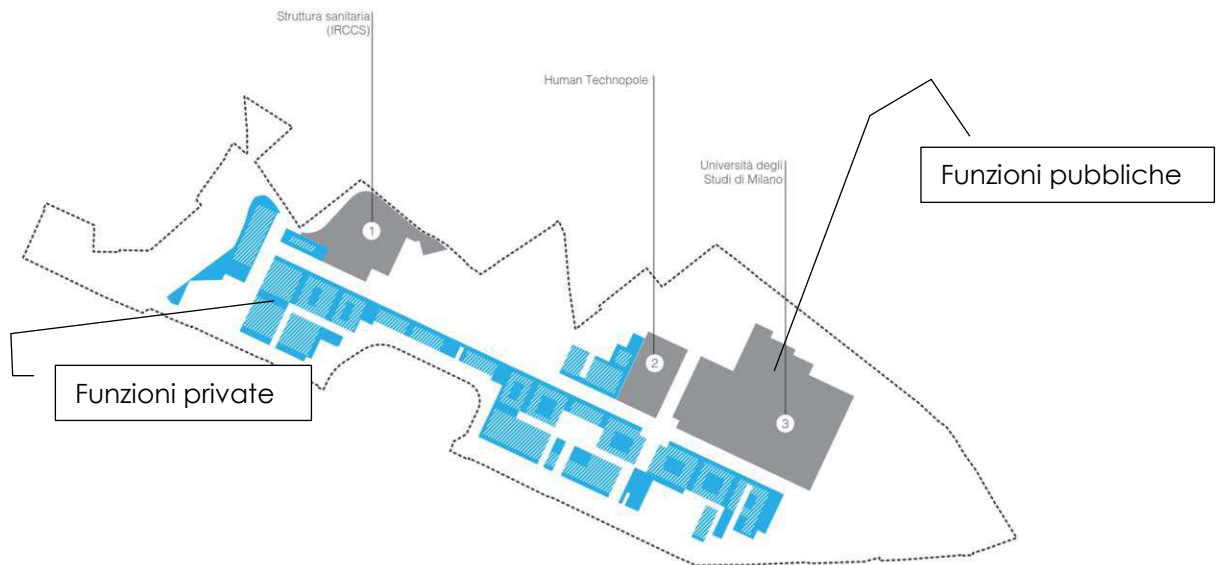 Struttura sanitaria
(IRCCS)
Human Technopole
Università degli
Studi di Milano
Funzioni pubbliche
1
2
Funzioni private
3